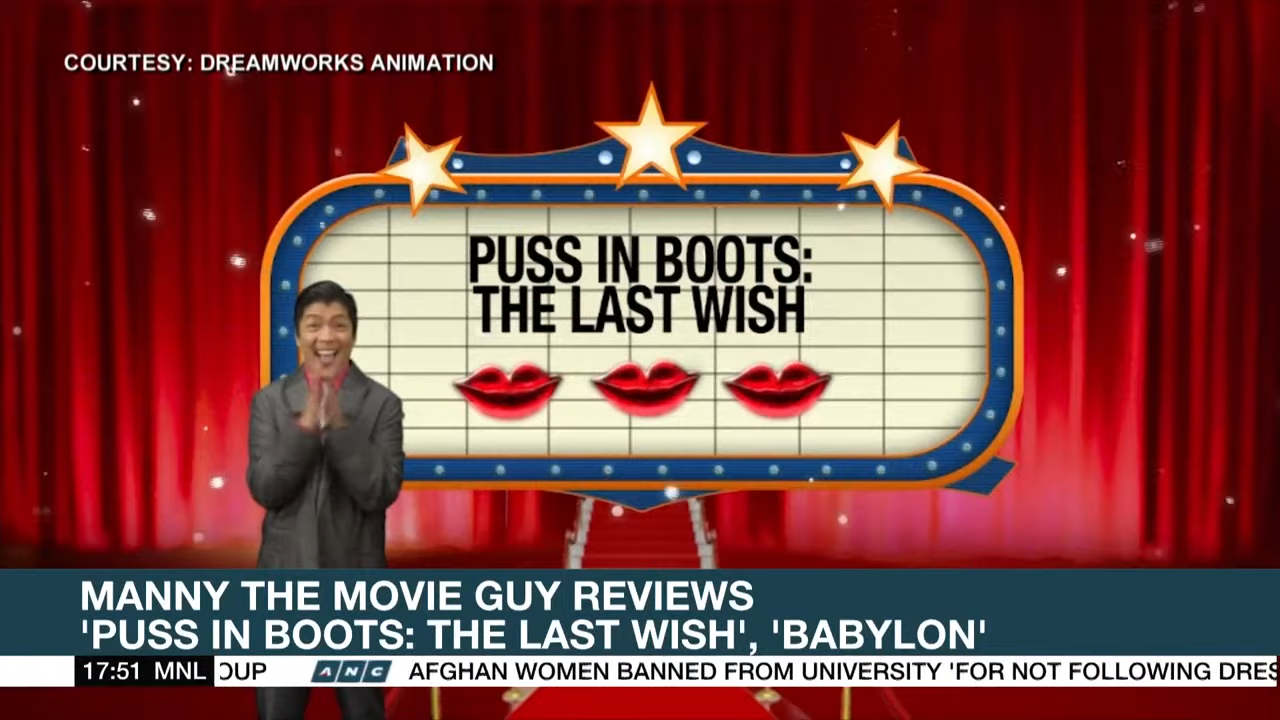 COURTESY: DREAMWORKS ANIMATION
PUSS IN BOOTS:
THE LAST WISH
MANNY THE MOVIE GUY REVIEWS
'PUSS IN BOOTS: THE LAST WISH', 'BABYLON'
17:51 MNL OUP ANC AFGHAN WOMEN BANNED FROM UNIVERSITY 'FOR NOT FOLLOWING DRES